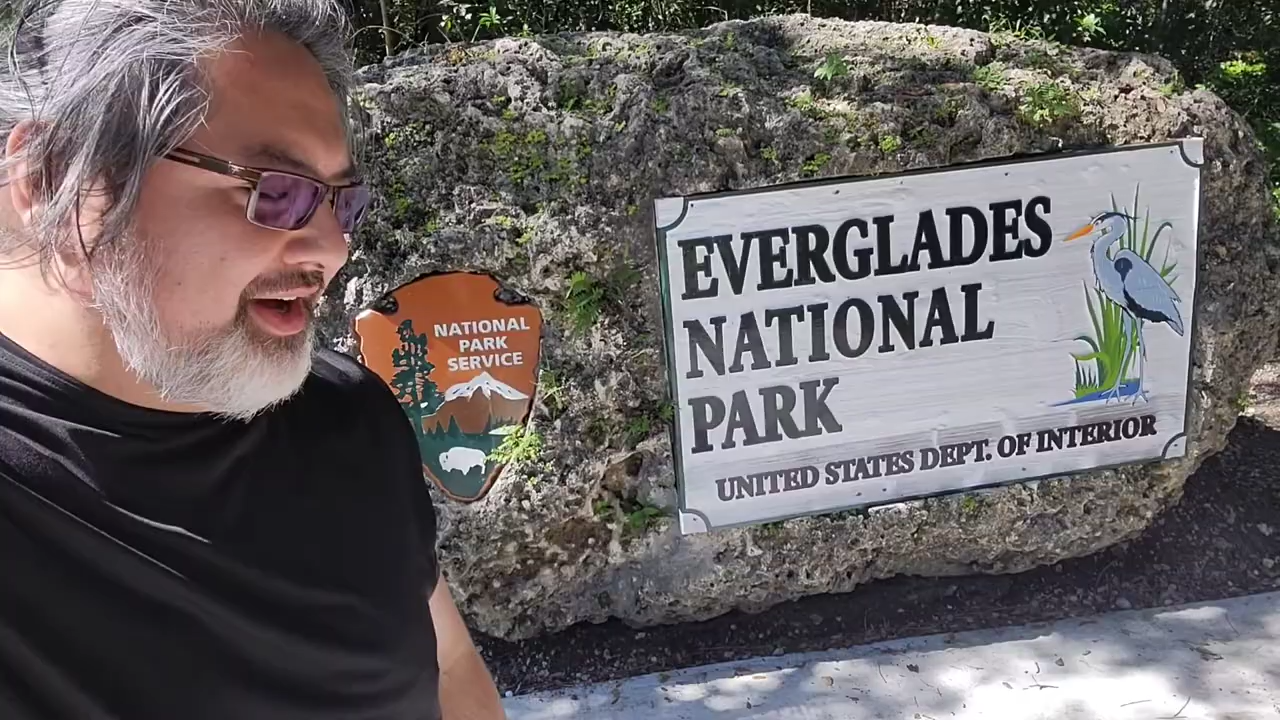 NATIONAL
PARK
SERVICE
EVERGLADES
NATIONAL
PARK
UNITED STATES DEPT. OF INTERIOR